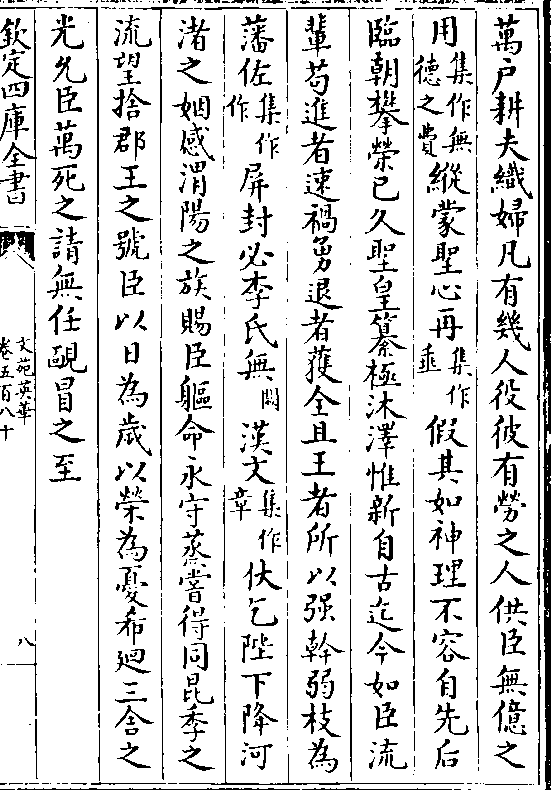 萬户耕夫織婦凡有幾人役彼有勞之人供臣無億之
用集作無德之費縱蒙聖心再集作垂假其如神理不容自先后
臨朝攀榮已久聖皇纂極沐澤惟新自古迄今如臣流
輩苟進者速禍勇退者獲全且王者所以强幹弱枝為
藩佐集作作屏封必李氏無闕漢文集作章伏乞陛下降河
渚之姻感渭陽之族賜臣軀命永守蒸嘗得同昆季之
流望捨郡王之號臣以日為歲以榮為憂希廻三舍之
光允臣萬死之請無任䩄冒之至
欽定四庫全書
文苑英華
卷五百八十
八